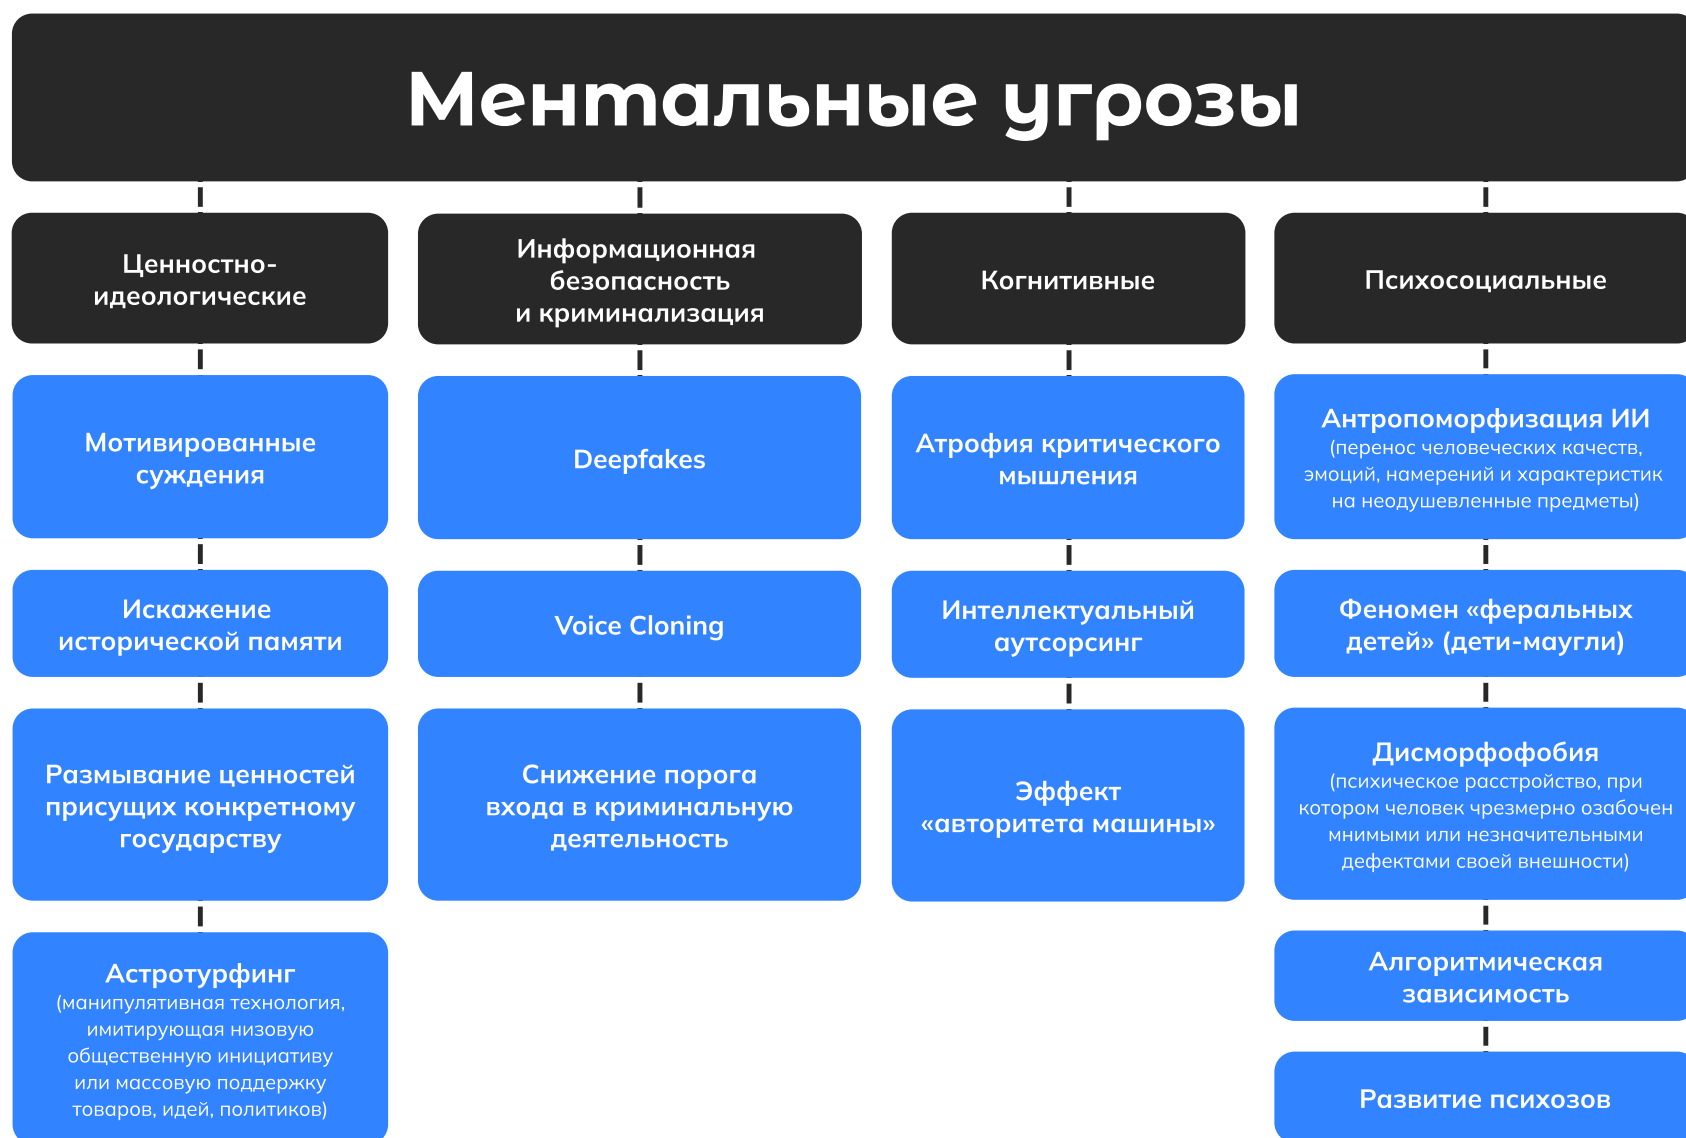 Ментальные угрозы
Ценностно-
идеологические
Мотивированные
суждения
Искажение
исторической памяти
Размывание ценностей
присущих конкретному
государству
Астротурфинг
(манипулятивная технология,
имитирующая низовую
общественную инициативу
или массовую поддержку
товаров, идей, политиков)
Информационная
безопасность
и криминализация
Deepfakes
Voice Cloning
Снижение порога
входа в криминальную
деятельность
Когнитивные
Атрофия критического
мышления
Интеллектуальный
аутсорсинг
Эффект
«авторитета машины»
Психосоциальные
Антропоморфизация ИИ
(перенос человеческих качеств,
эмоций, намерений и характеристик
на неодушевленные предметы)
Феномен «феральных
детей» (дети-маугли)
Дисморфофобия
(психическое расстройство, при
котором человек чрезмерно озабочен
мнимыми или незначительными
дефектами своей внешности)
Алгоритмическая
зависимость
Развитие психозов